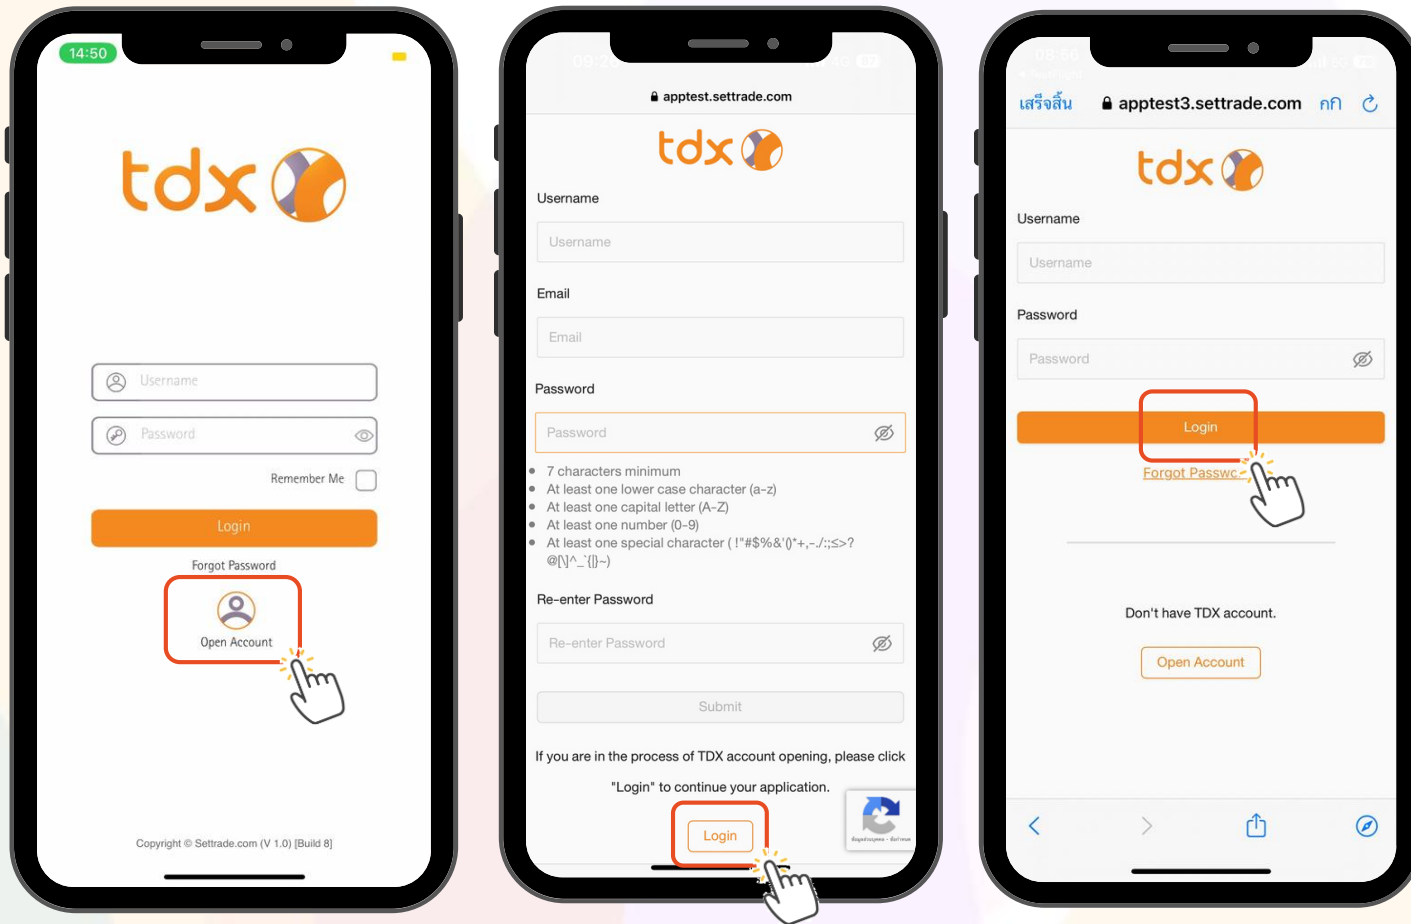 14:50
tdx
Username
Password
Remember Me
Login
Forgot Password
Open Account
Copyright © Settrade.com (V 1.0) [Build 8]
apptest.settrade.com
tdx
Username
Username
Email
Email
Password
Password
7 characters minimum
At least one lower case character (a-z)
At least one capital letter (A-Z)
At least one number (0-9)
At least one special character ( !"#$%&'()*+,-./:;≤>?
@[\]^_`{|}~)
Re-enter Password
Re-enter Password
Submit
If you are in the process of TDX account opening, please click
"Login" to continue your application.
Login
08:56
เสร็จสิ้น apptest3.settrade.com กกิ
tdx
Username
Username
Password
Password
Login
Forgot Passwc
Don't have TDX account.
Open Account